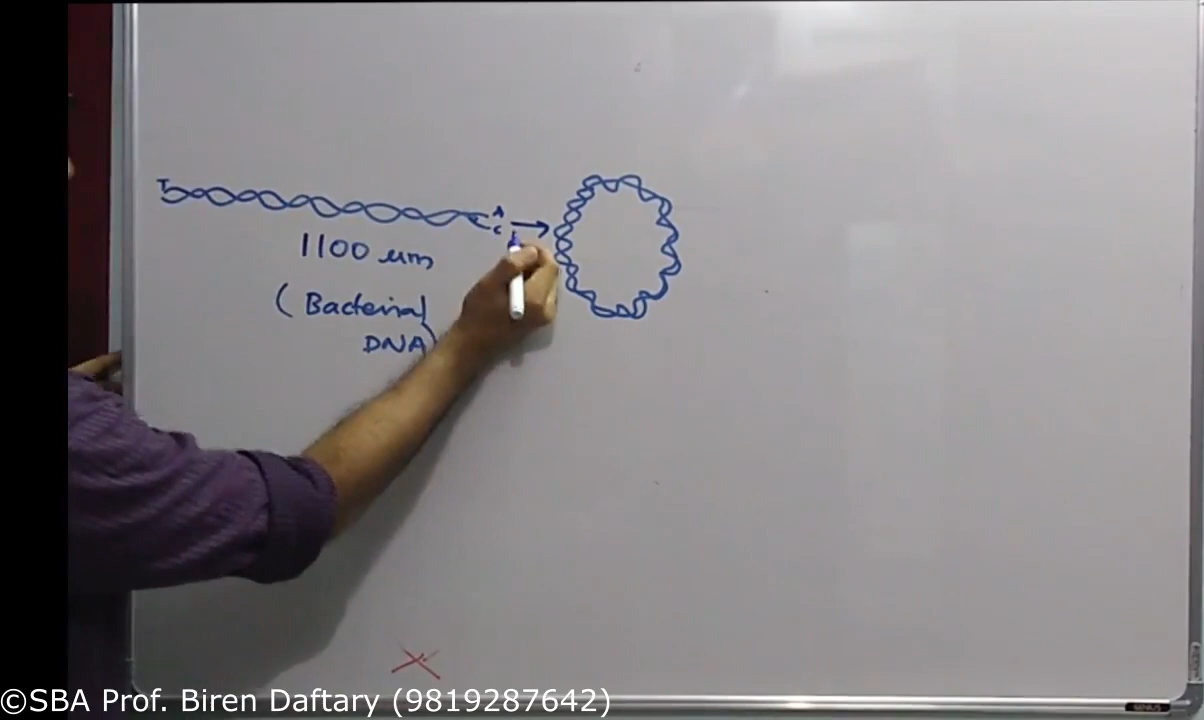 T
A
C
1100 µm
(Bacterial
DNA)
©SBA Prof. Biren Daftary (9819287642)